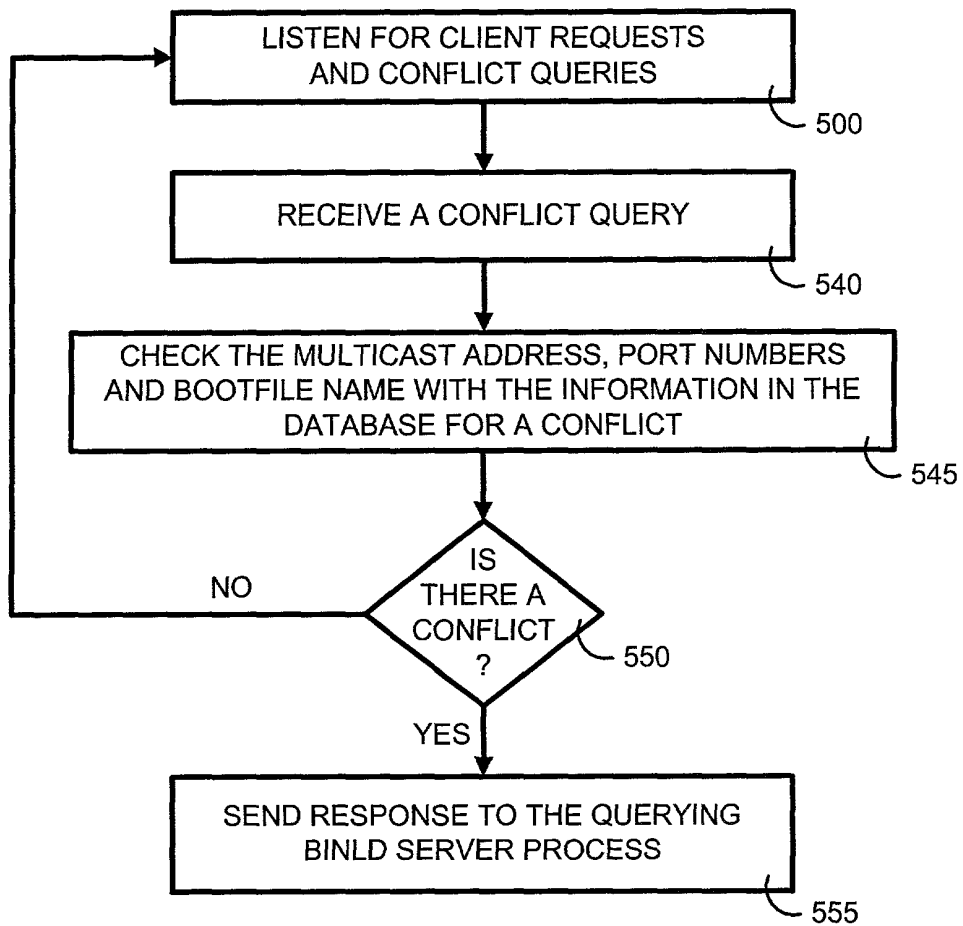 LISTEN FOR CLIENT REQUESTS
AND CONFLICT QUERIES
500
RECEIVE A CONFLICT QUERY
540
CHECK THE MULTICAST ADDRESS, PORT NUMBERS
AND BOOTFILE NAME WITH THE INFORMATION IN THE
DATABASE FOR A CONFLICT
545
IS
THERE A
CONFLICT
?
550
NO
YES
SEND RESPONSE TO THE QUERYING
BINLD SERVER PROCESS
555